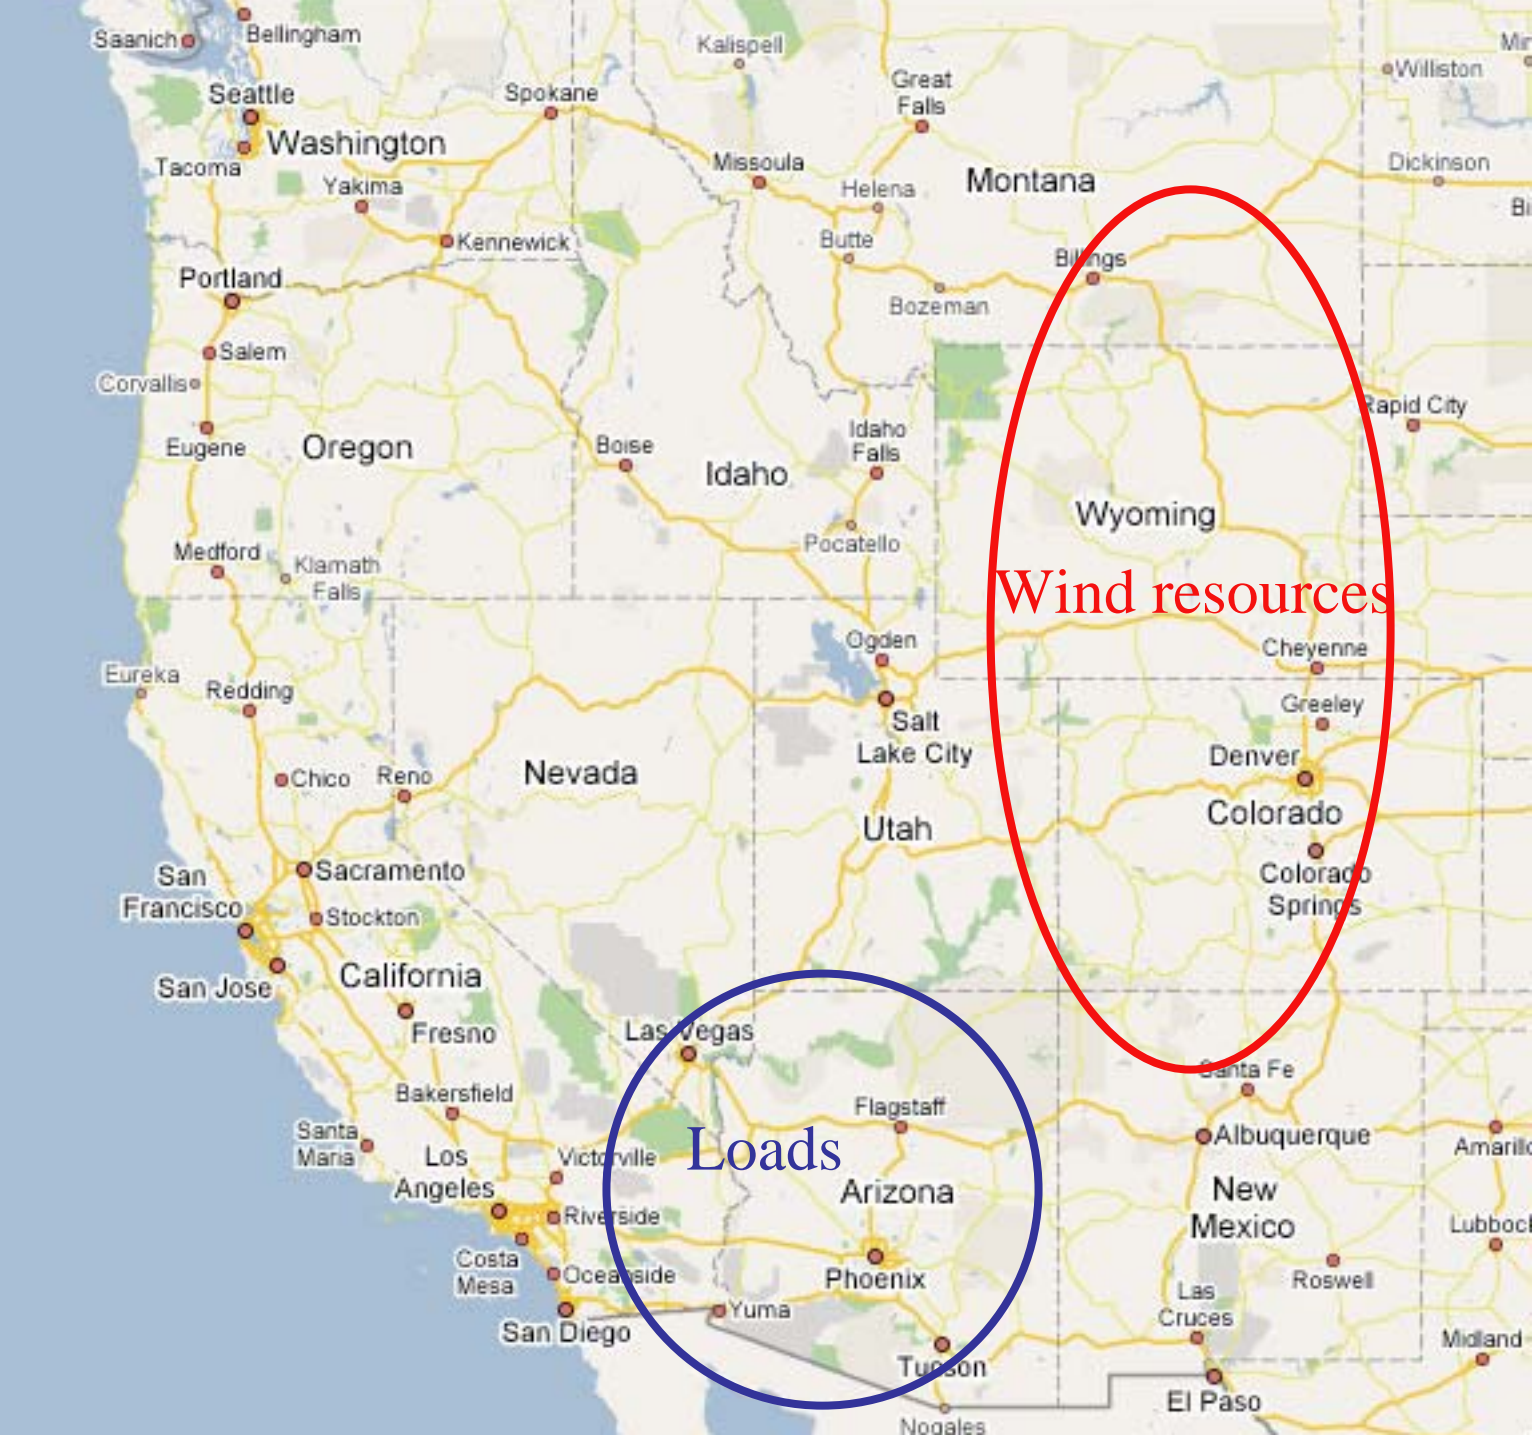 Saanich
Bellingham
Seattle
Washington
Tacoma
Yakima
Spokane
Kennewick
Kalispell
Great
Falls
Missoula
Helena
Montana
Butte
Bozeman
Billings
Williston
Dickinson
Portland
Salem
Corvallis
Eugene
Oregon
Boise
Idaho
Idaho
Falls
Pocatello
Rapid City
Wyoming
Medford
Klamath
Falls
Wind resources
Eureka
Redding
Ogden
Salt
Lake City
Cheyenne
Greeley
Denver
Colorado
Colorado
Springs
Chico
Reno
Nevada
Utah
Sacramento
San
Francisco
Stockton
San Jose
California
Fresno
Las Vegas
Bakersfield
Santa
Maria
Los
Angeles
Victorville
Riverside
Costa
Mesa
Oceanside
San Diego
Loads
Flagstaff
Arizona
Phoenix
Yuma
Tucson
Nogales
Santa Fe
Albuquerque
New
Mexico
Roswell
Las
Cruces
El Paso
Amarillo
Lubbock
Midland